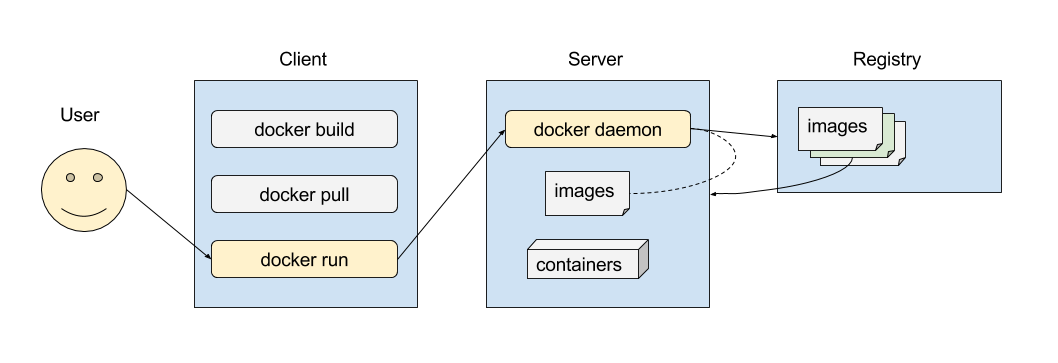 User
Client
docker build
docker pull
docker run
Server
docker daemon
images
containers
Registry
images